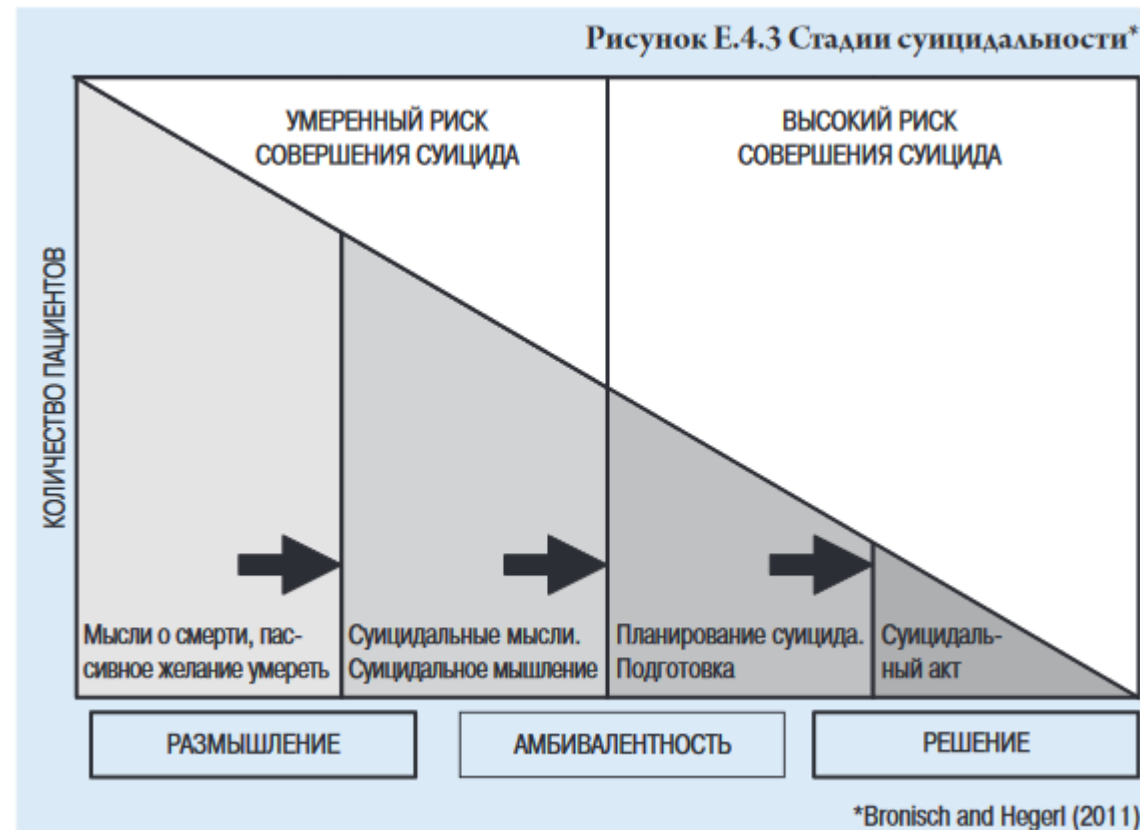 Рисунок Е.4.3 Стадии суицидальности*
УМЕРЕННЫЙ РИСК
СОВЕРШЕНИЯ СУИЦИДА
ВЫСОКИЙ РИСК
СОВЕРШЕНИЯ СУИЦИДА
КОЛИЧЕСТВО ПАЦИЕНТОВ
Мысли о смерти, пас-
сивное желание умереть
Суицидальные мысли.
Суицидальное мышление
Планирование суицида.
Подготовка
Суицидаль-
ный акт
РАЗМЫШЛЕНИЕ
АМБИВАЛЕНТНОСТЬ
РЕШЕНИЕ
*Bronisch and Hegerl (2011)